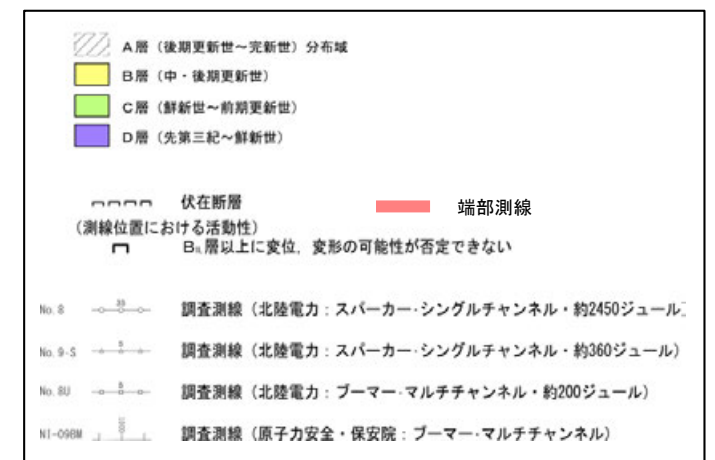 A層（後期更新世～完新世）分布域
B層（中・後期更新世）
C層（鮮新世～前期更新世）
D層（先第三紀～鮮新世）
伏在断層
端部測線
（測線位置における活動性）
B層以上に変位，変形の可能性が否定できない
No. 8 調査測線（北陸電力：スパーカー・シングルチャンネル・約2450ジュール）
No. 9-S 調査測線（北陸電力：スパーカー・シングルチャンネル・約360ジュール）
No. 8U 調査測線（北陸電力：ブーマー・マルチチャンネル・約200ジュール）
NI-09BM 調査測線（原子力安全・保安院：ブーマー・マルチチャンネル）